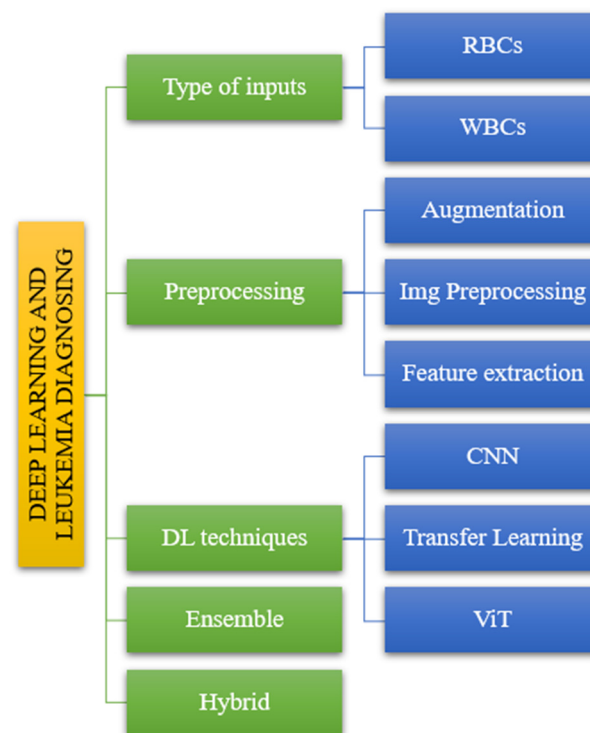 DEEP LEARNING AND
LEUKEMIA DIAGNOSING
Type of inputs
RBCs
WBCs
Preprocessing
Augmentation
Img Preprocessing
Feature extraction
DL techniques
CNN
Transfer Learning
ViT
Ensemble
Hybrid